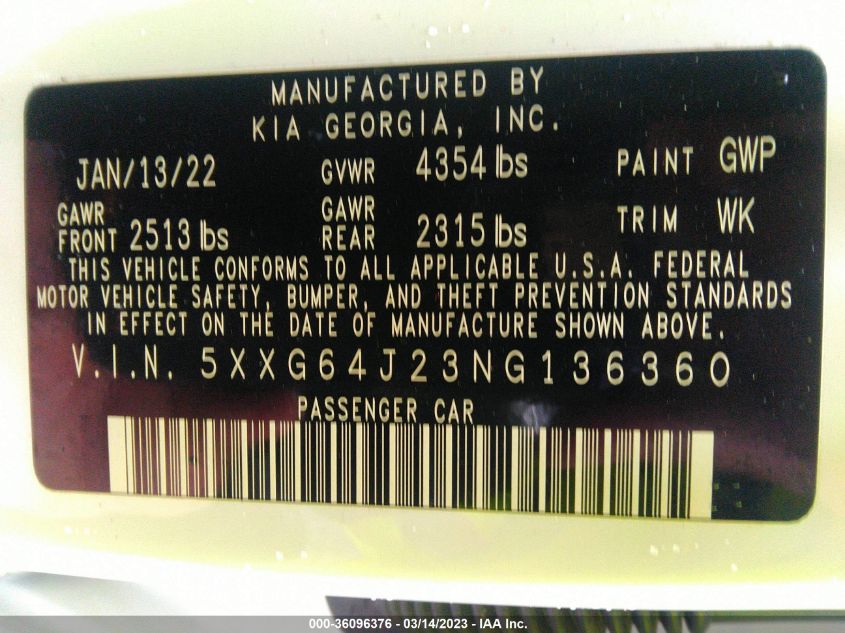 MANUFACTURED BY
KIA GEORGIA, INC.
JAN/13/22 GVWR 4354 lbs PAINT GWP
GAWR FRONT 2513 lbs GAWR REAR 2315 lbs TRIM WK
THIS VEHICLE CONFORMS TO ALL APPLICABLE U.S.A. FEDERAL
MOTOR VEHICLE SAFETY, BUMPER, AND THEFT PREVENTION STANDARDS
IN EFFECT ON THE DATE OF MANUFACTURE SHOWN ABOVE.
V.I.N. 5XXG64J23NG136360
PASSENGER CAR
000-36096376 - 03/14/2023 - IAA Inc.